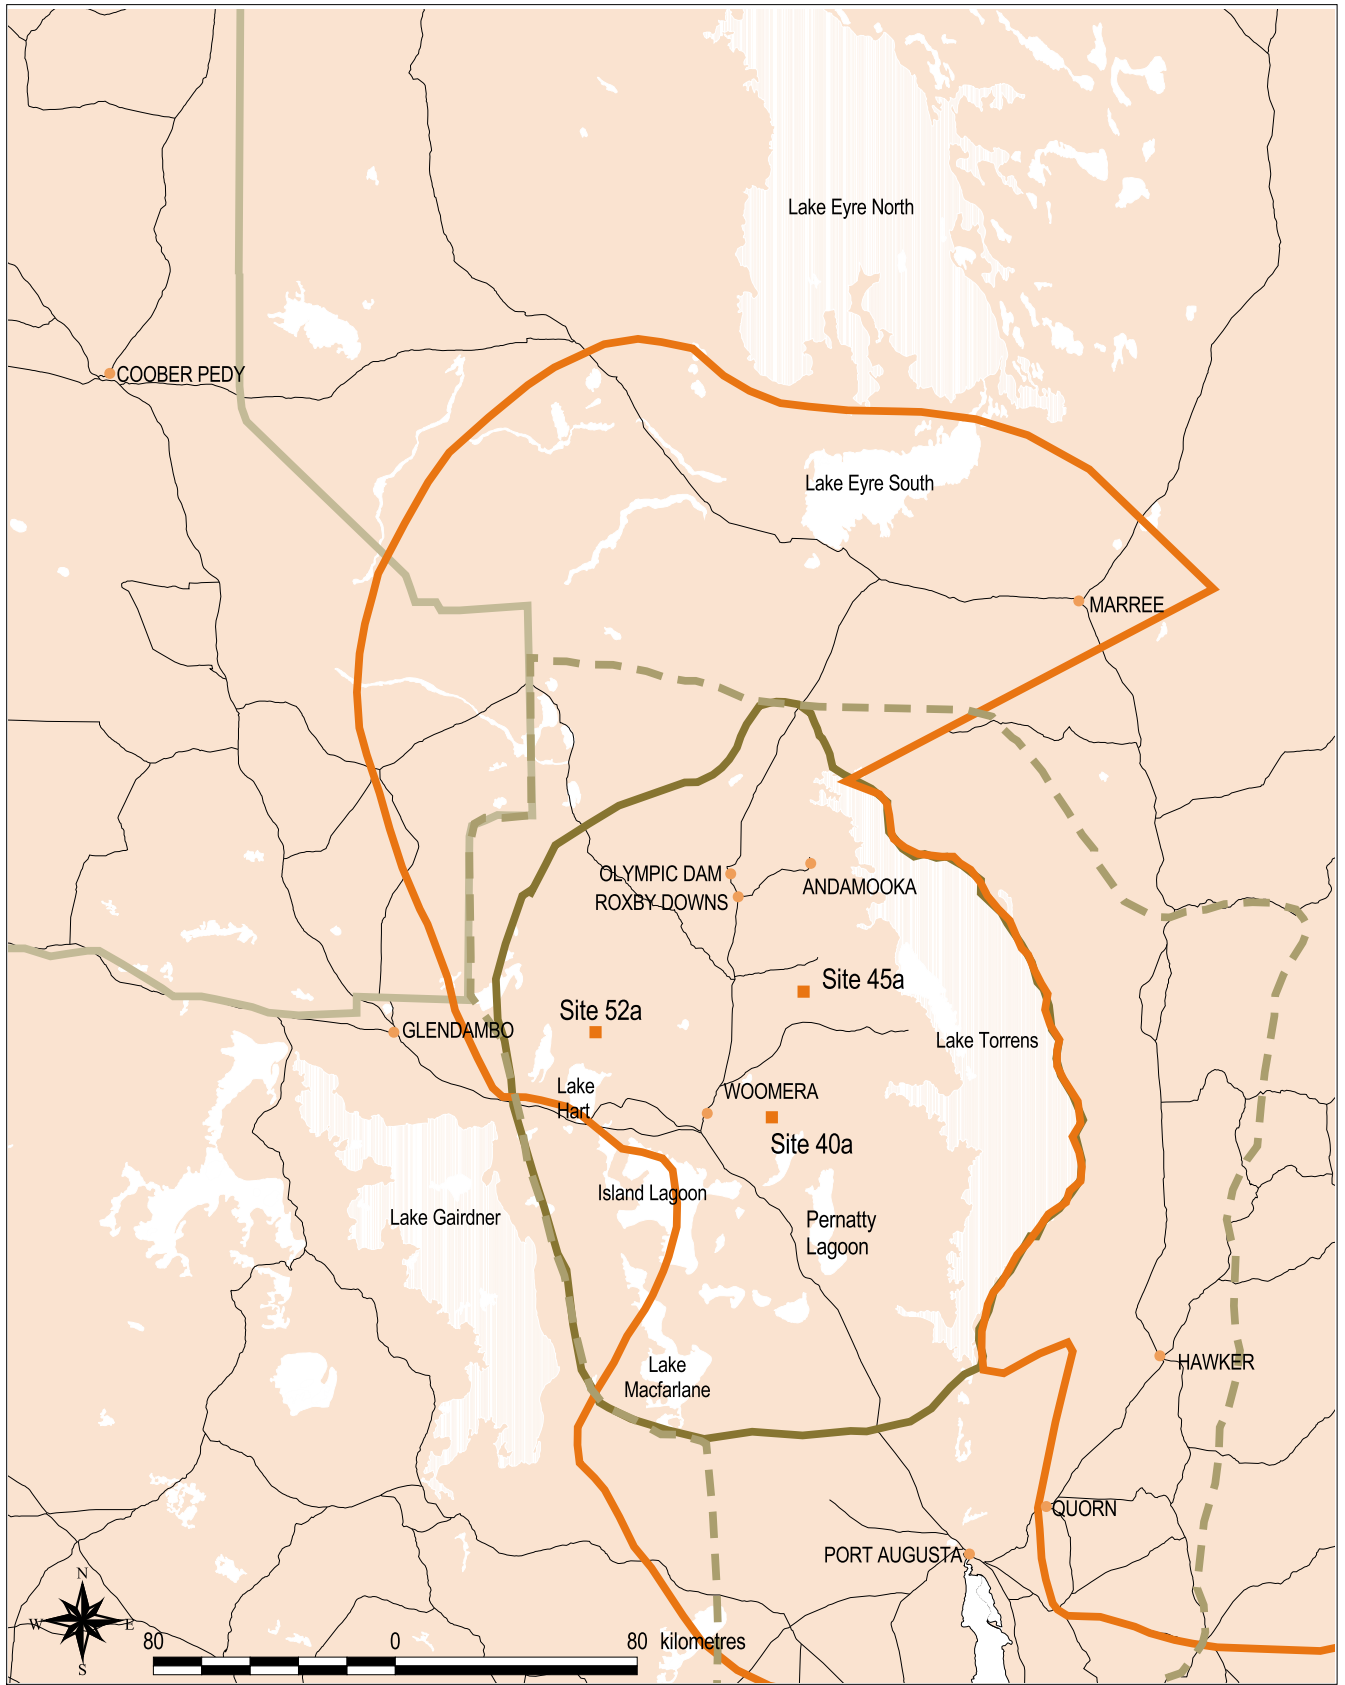 Lake Eyre North
COOBER PEDY
Lake Eyre South
MARREE
OLYMPIC DAM
ANDAMOOKA
ROXBY DOWNS
Site 45a
Site 52a
GLENDAMBO
Lake Torrens
Lake
Hart
WOOMERA
Site 40a
Island Lagoon
Lake Gairdner
Pernatty
Lagoon
Lake
Macfarlane
HAWKER
QUORN
PORT AUGUSTA
N
W
E
S
80
0
80 kilometres